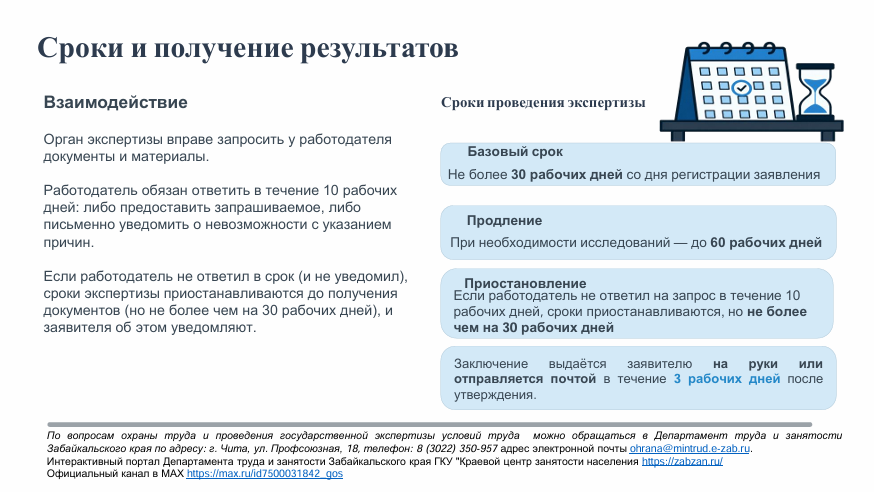 Сроки и получение результатов
Взаимодействие
Орган экспертизы вправе запросить у работодателя
документы и материалы.
Работодатель обязан ответить в течение 10 рабочих
дней: либо предоставить запрашиваемое, либо
письменно уведомить о невозможности с указанием
причин.
Если работодатель не ответил в срок (и не уведомил),
сроки экспертизы приостанавливаются до получения
документов (но не более чем на 30 рабочих дней), и
заявителя об этом уведомляют.
Сроки проведения экспертизы
Базовый срок
Не более 30 рабочих дней со дня регистрации заявления
Продление
При необходимости исследований — до 60 рабочих дней
Приостановление
Если работодатель не ответил на запрос в течение 10
рабочих дней, сроки приостанавливаются, но не более
чем на 30 рабочих дней
Заключение выдаётся заявителю на руки или
отправляется почтой в течение 3 рабочих дней после
утверждения.
По вопросам охраны труда и проведения государственной экспертизы условий труда можно обращаться в Департамент труда и занятости
Забайкальского края по адресу: г. Чита, ул. Профсоюзная, 18, телефон: 8 (3022) 350-957 адрес электронной почты ohrana@mintrud.e-zab.ru.
Интерактивный портал Департамента труда и занятости Забайкальского края ГКУ "Краевой центр занятости населения https://zabzan.ru/
Официальный канал в МАХ https://max.ru/id7500031842_gos